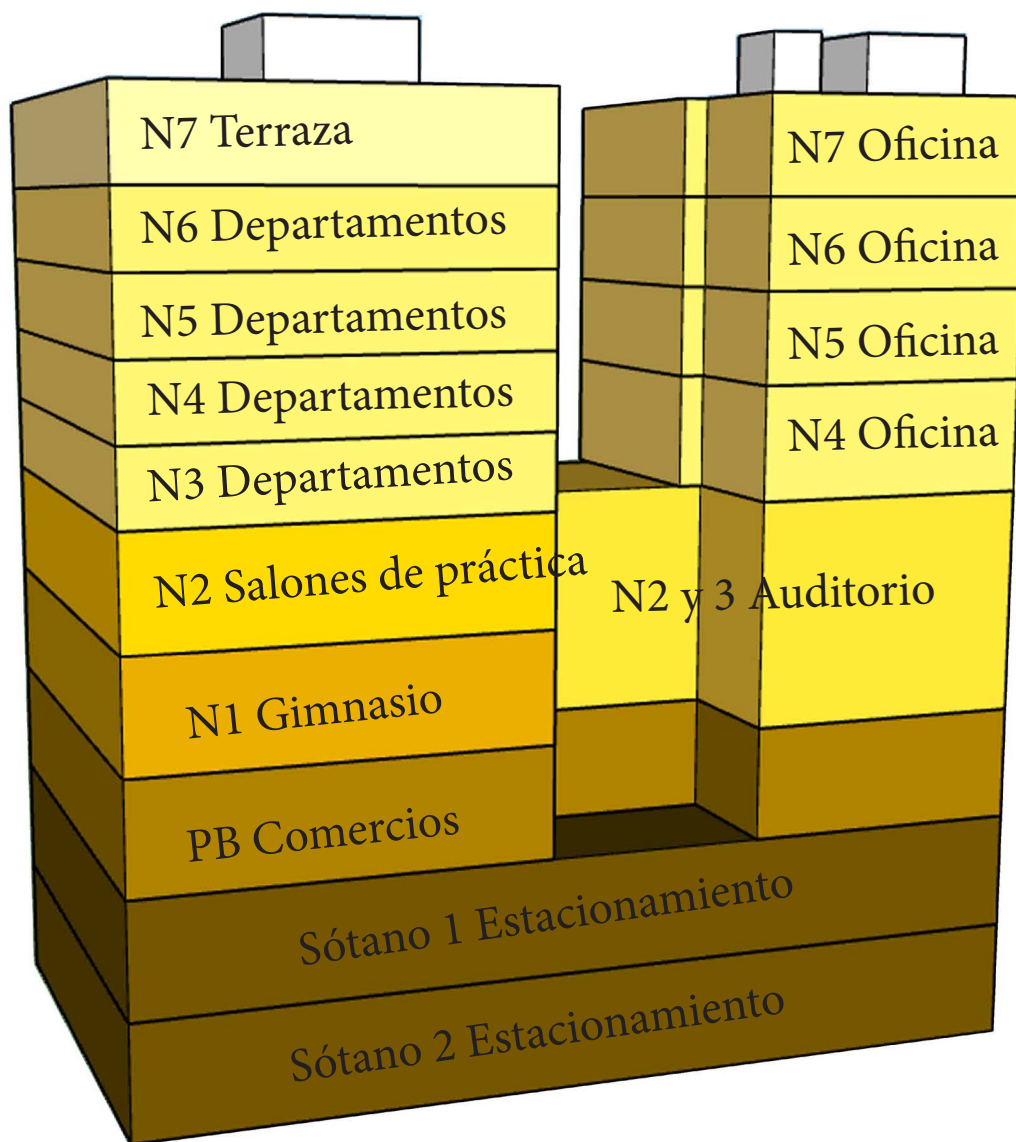 N7 Terraza
N6 Departamentos
N5 Departamentos
N4 Departamentos
N3 Departamentos
N2 Salones de práctica
N1 Gimnasio
PB Comercios
N7 Oficina
N6 Oficina
N5 Oficina
N4 Oficina
N2 y 3 Auditorio
Sótano 1 Estacionamiento
Sótano 2 Estacionamiento